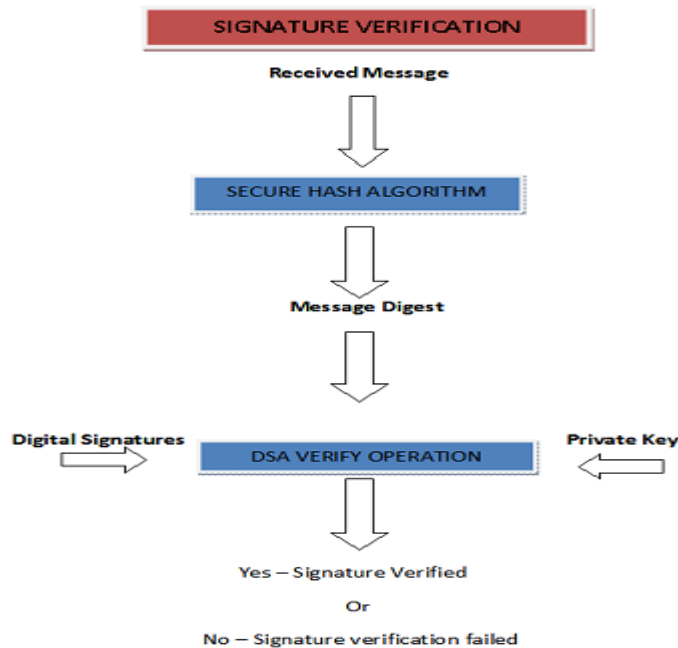 SIGNATURE VERIFICATION
Received Message
SECURE HASH ALGORITHM
Message Digest
Digital Signatures
DSA VERIFY OPERATION
Private Key
Yes – Signature Verified
Or
No – Signature verification failed